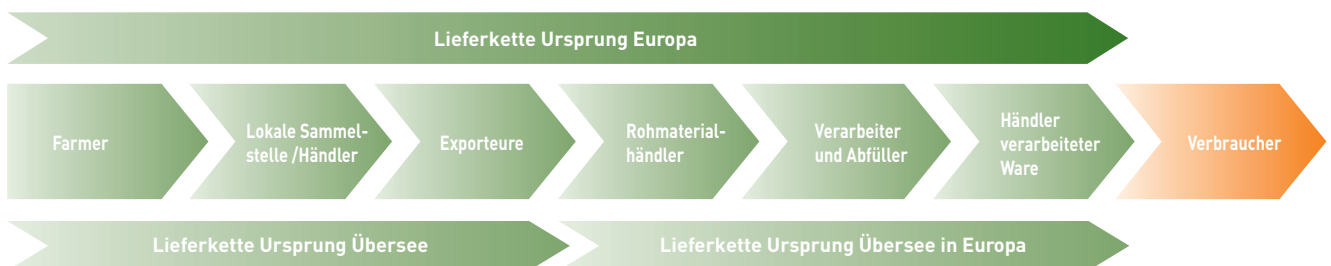 Lieferkette Ursprung Europa
Farmer
Lokale Sammel-
stelle /Händler
Exporteure
Rohmaterial-
händler
Verarbeiter
und Abfüller
Händler
verarbeiteter
Ware
Verbraucher
Lieferkette Ursprung Übersee
Lieferkette Ursprung Übersee in Europa